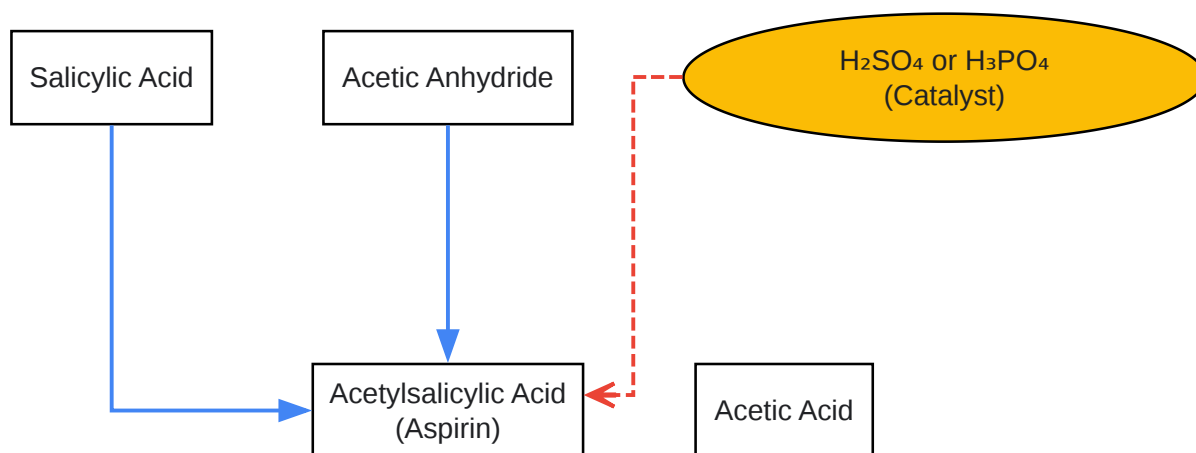 Salicylic Acid
Acetic Anhydride
H₂SO₄ or H₃PO₄
(Catalyst)
Acetylsalicylic Acid
(Aspirin)
Acetic Acid